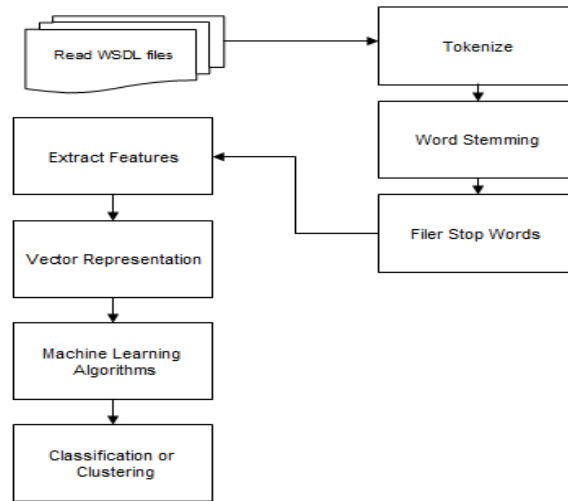 Read WSDL files
Tokenize
Word Stemming
Filer Stop Words
Extract Features
Vector Representation
Machine Learning
Algorithms
Classification or
Clustering